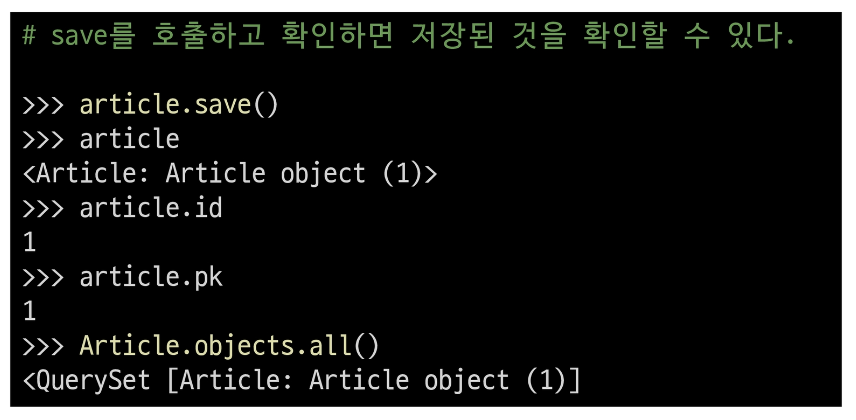 # save를 호출하고 확인하면 저장된 것을 확인할 수 있다.
>>> article.save()
>>> article
<Article: Article object (1)>
>>> article.id
1
>>> article.pk
1
>>> Article.objects.all()
<QuerySet [Article: Article object (1)]